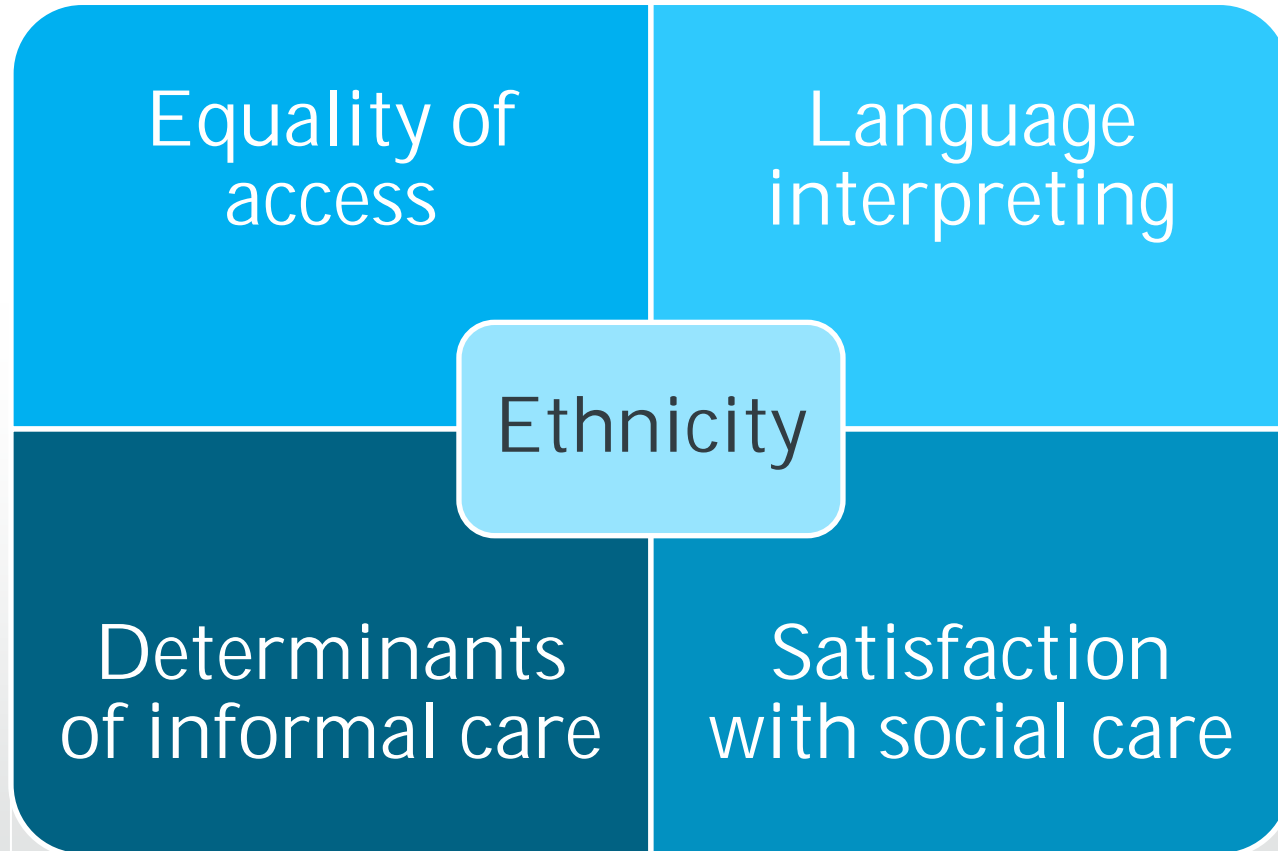 Equality of
access
Language
interpreting
Ethnicity
Determinants
of informal care
Satisfaction
with social care